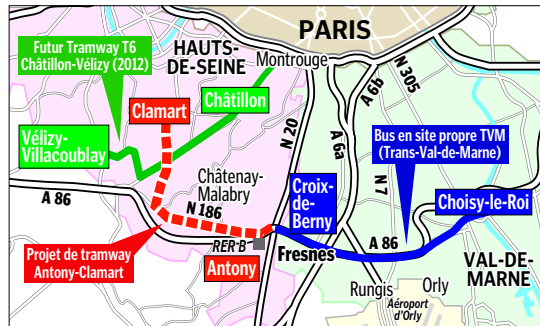 PARIS
Futur Tramway T6
Châtillon-Vélizy (2012)
HAUTS-
DE-SEINE
Montrouge
N 305
A 6b
Clamart
Châtillon
Vélizy-
Villacoublay
N 20
A 6a
Bus en site propre TVM
(Trans-Val-de-Marne)
N 7
A 86
Châtenay-
Malabry
N 186
Croix-
de-
Berny
Choisy-le-Roi
RER B
Fresnes
A 86
Projet de tramway
Antony-Clamart
Antony
VAL-DE-
MARNE
Rungis
Orly
Aéroport
d'Orly